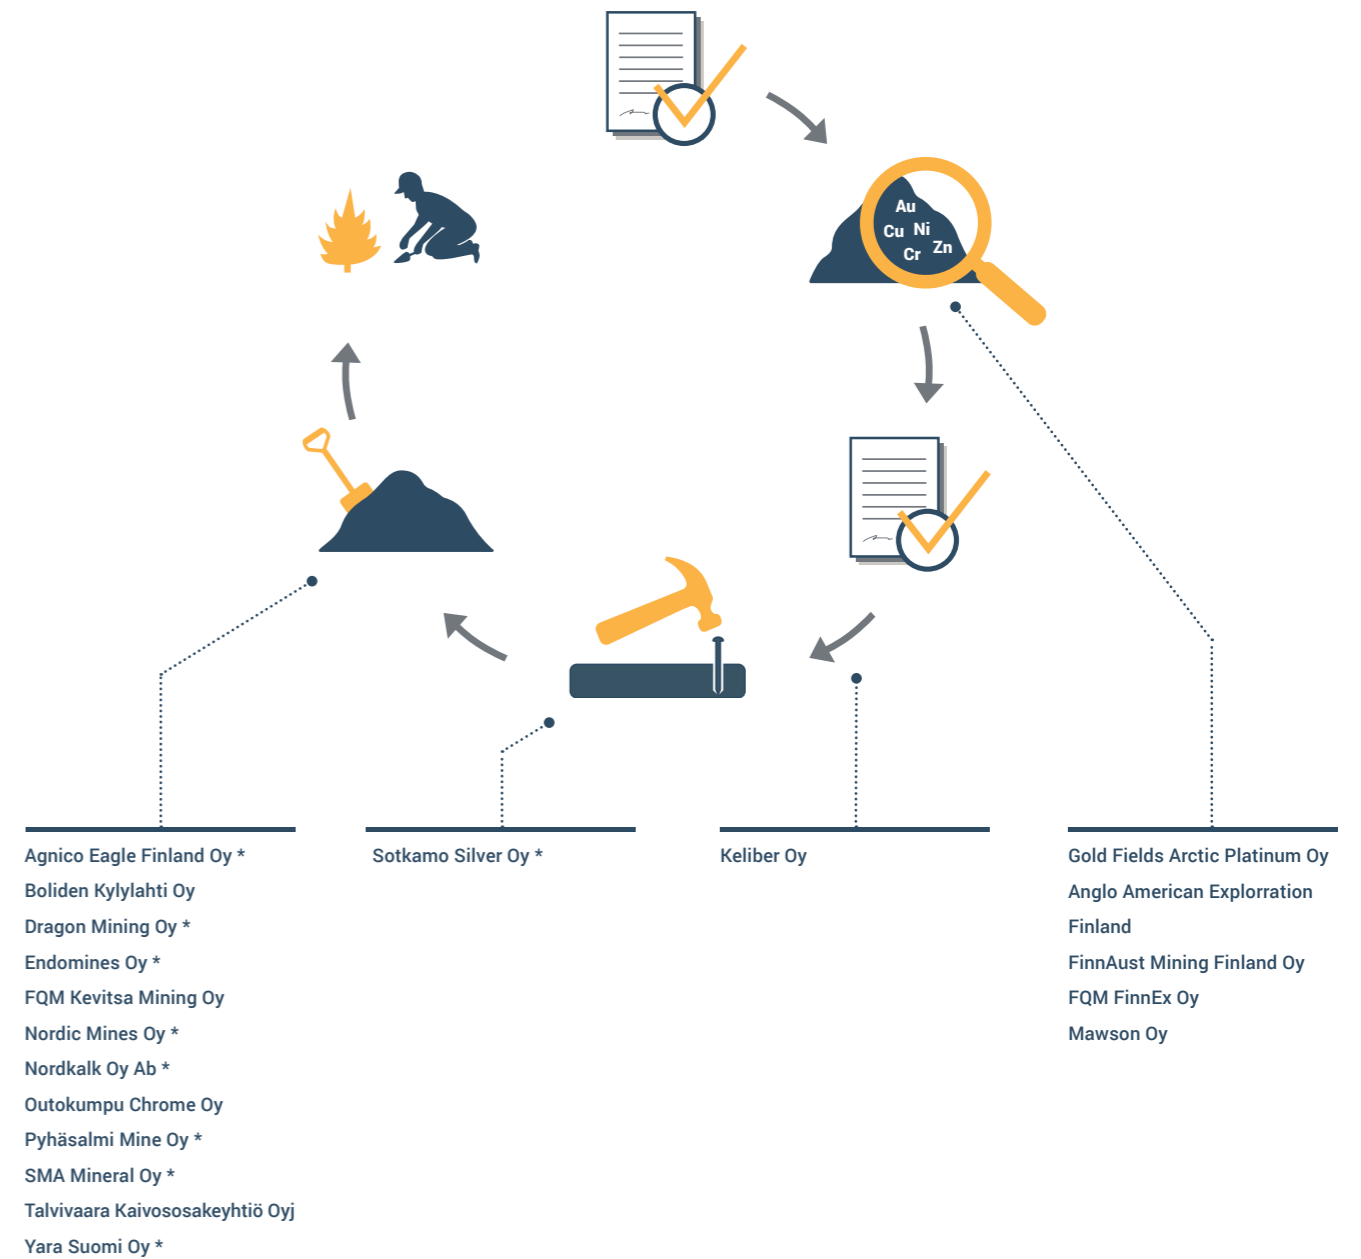 Au
Cu Ni
Cr Zn
Agnico Eagle Finland Oy *
Boliden Kylylahti Oy
Dragon Mining Oy *
Endomines Oy *
FQM Kevitsa Mining Oy
Nordic Mines Oy *
Nordkalk Oy Ab *
Outokumpu Chrome Oy
Pyhäsalmi Mine Oy *
SMA Mineral Oy *
Talvivaara Kaivososakeyhtiö Oyj
Yara Suomi Oy *
Sotkamo Silver Oy *
Keliber Oy
Gold Fields Arctic Platinum Oy
Anglo American Explorration
Finland
FinnAust Mining Finland Oy
FQM FinnEx Oy
Mawson Oy